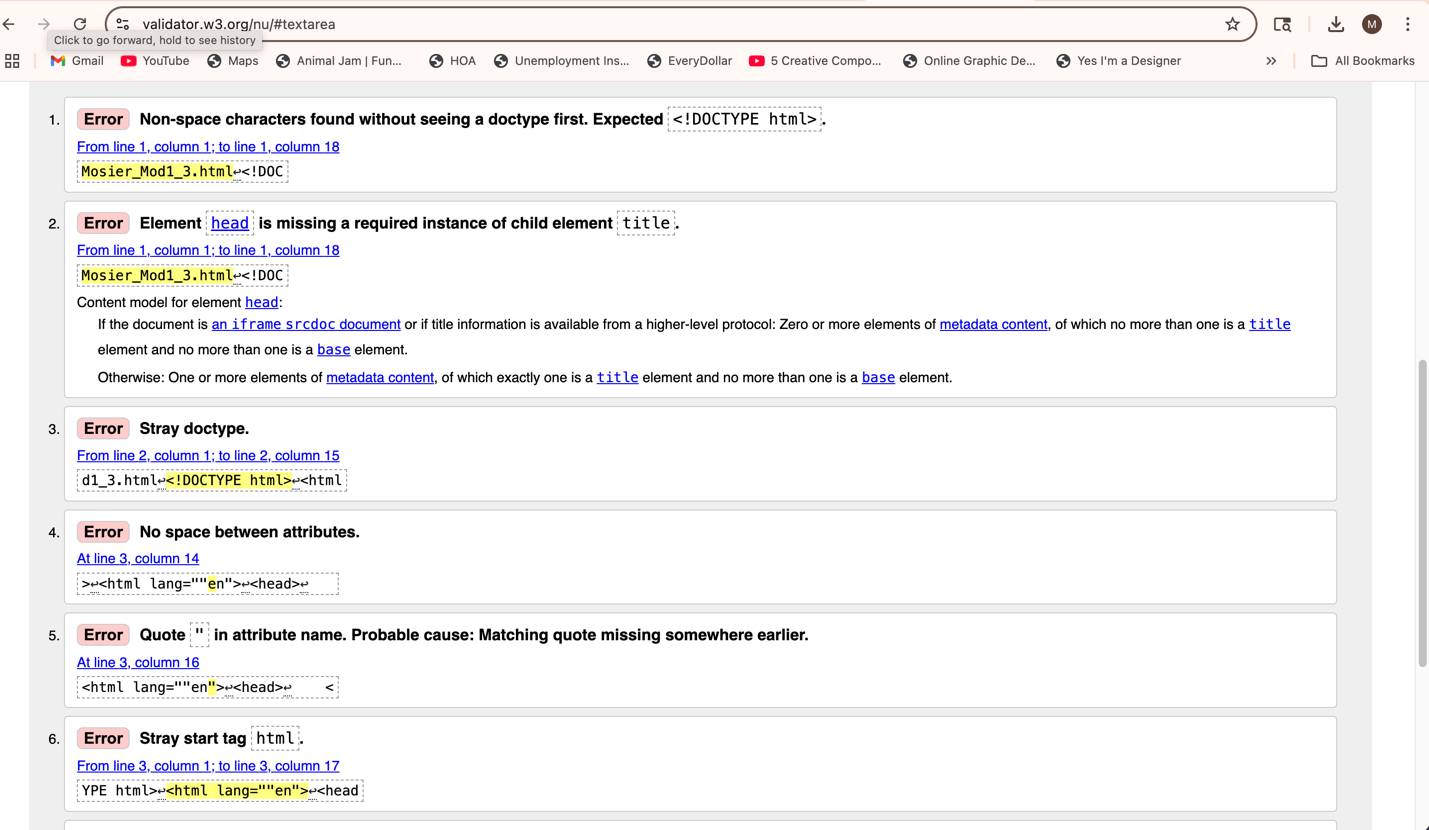 validator.w3.org/nu/#textarea
M
Click to go forward, hold to see history
Gmail YouTube Maps Animal Jam | Fun... HOA Unemployment Ins... EveryDollar 5 Creative Compo... Online Graphic De... Yes I'm a Designer » All Bookmarks
1. Error Non-space characters found without seeing a doctype first. Expected <!DOCTYPE html>.
From line 1, column 1; to line 1, column 18
Mosier_Mod1_3.html↩<!DOC
2. Error Element head is missing a required instance of child element title.
From line 1, column 1; to line 1, column 18
Mosier_Mod1_3.html↩<!DOC
Content model for element head:
If the document is an iframe srcdoc document or if title information is available from a higher-level protocol: Zero or more elements of metadata content, of which no more than one is a title
element and no more than one is a base element.
Otherwise: One or more elements of metadata content, of which exactly one is a title element and no more than one is a base element.
3. Error Stray doctype.
From line 2, column 1; to line 2, column 15
d1_3.html↩<!DOCTYPE html>↩<html
4. Error No space between attributes.
At line 3, column 14
>↩<html lang=""en">↩<head>↩
5. Error Quote " in attribute name. Probable cause: Matching quote missing somewhere earlier.
At line 3, column 16
<html lang=""en">↩<head>↩    <
6. Error Stray start tag html.
From line 3, column 1; to line 3, column 17
YPE html>↩<html lang=""en">↩<head